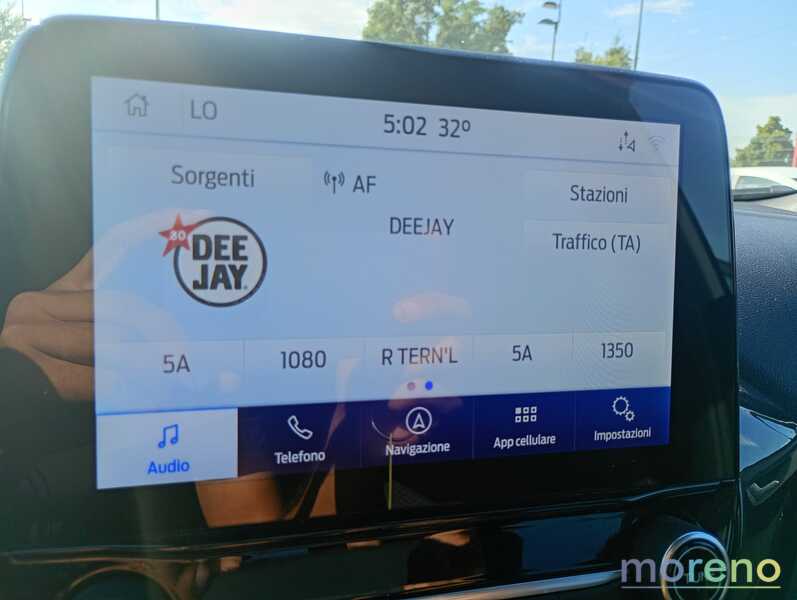 LO
5:02 32º
Sorgenti
AF
Stazioni
DEEJAY
Traffico (TA)
80
DEE
JAY
5A
1080
R TERN'L
5A
1350
Audio
Telefono
Navigazione
App cellulare
Impostazioni
moreno